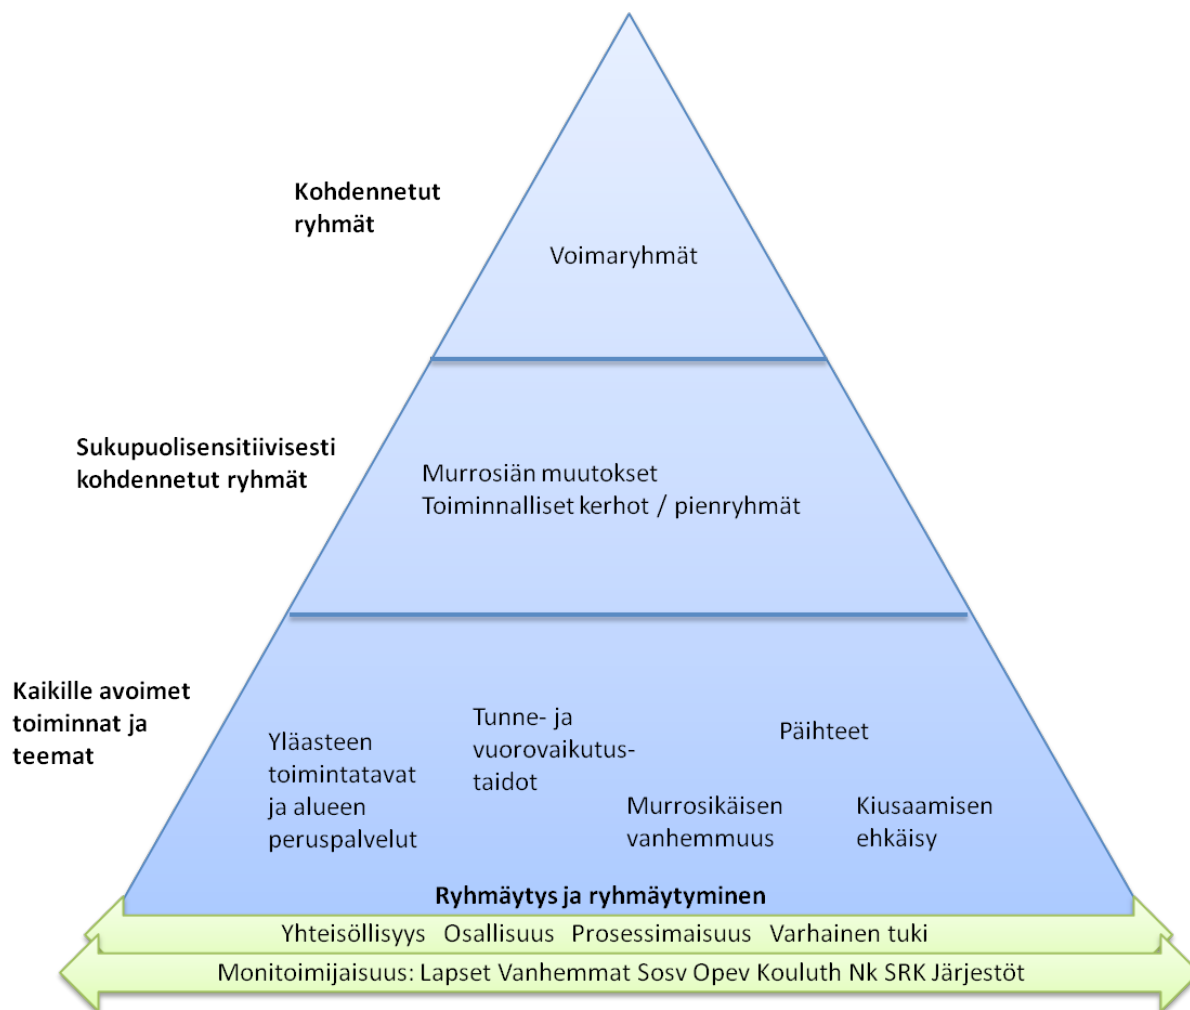 Kohdennetut
ryhmät
Voimaryhmät
Sukupuolisensitiivisesti
kohdennetut ryhmät
Murrosiän muutokset
Toiminnalliset kerhot / pienryhmät
Kaikille avoimet
toiminnat ja
teemat
Yläasteen
toimintatavat
ja alueen
peruspalvelut
Tunne- ja
vuorovaikutus-
taidot
Murrosikäisen
vanhemmuus
Päihteet
Kiusaamisen
ehkäisy
Ryhmäytys ja ryhmäytyminen
Yhteisöllisyys Osallisuus Prosessimaisuus Varhainen tuki
Monitoimijaisuus: Lapset Vanhemmat Sosv Opev Kouluth Nk SRK Järjestöt